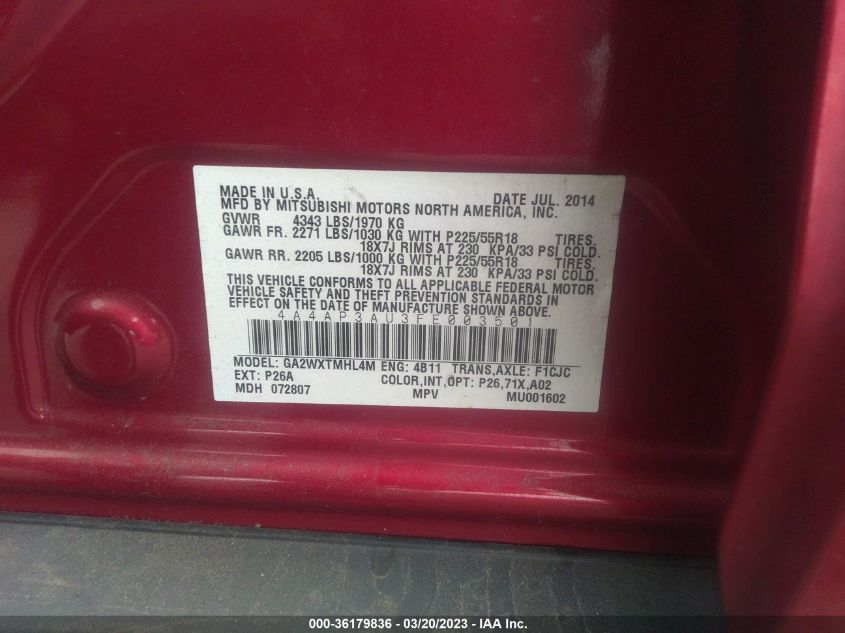 MADE IN U.S.A. DATE JUL. 2014
MFD BY MITSUBISHI MOTORS NORTH AMERICA, INC.
GVWR 4343 LBS/1970 KG
GAWR FR. 2271 LBS/1030 KG WITH P225/55R18 TIRES.
18X7J RIMS AT 230 KPA/33 PSI COLD.
GAWR RR. 2205 LBS/1000 KG WITH P225/55R18 TIRES.
18X7J RIMS AT 230 KPA/33 PSI COLD.
THIS VEHICLE CONFORMS TO ALL APPLICABLE FEDERAL MOTOR
VEHICLE SAFETY AND THEFT PREVENTION STANDARDS IN
EFFECT ON THE DATE OF MANUFACTURE SHOWN ABOVE.
4A4AP3AU3FE003501
MODEL: GA2WXTMHL4M ENG: 4B11 TRANS,AXLE: F1CJC
EXT: P26A COLOR,INT,OPT: P26,71X,A02
MDH 072807 MPV MU001602
000-36179836 - 03/20/2023 - IAA Inc.